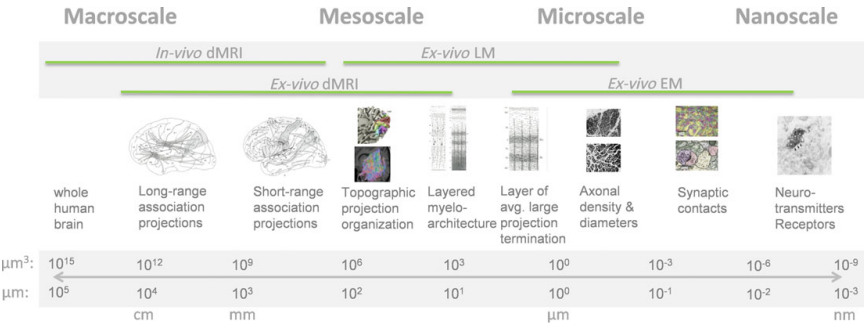 Macroscale Mesoscale Microscale Nanoscale
In-vivo dMRI Ex-vivo LM
Ex-vivo dMRI Ex-vivo EM
whole
human
brain
Long-range
association
projections
Short-range
association
projections
Topographic
projection
organization
Layered
myelo-
architecture
Layer of
avg. large
projection
termination
Axonal
density &
diameters
Synaptic
contacts
Neuro-
transmitters
Receptors
μm³: 10¹⁵ 10¹² 10⁹ 10⁶ 10³ 10⁰ 10⁻³ 10⁻⁶ 10⁻⁹
μm: 10⁵ 10⁴ 10³ 10² 10¹ 10⁰ 10⁻¹ 10⁻² 10⁻³
cm mm μm nm